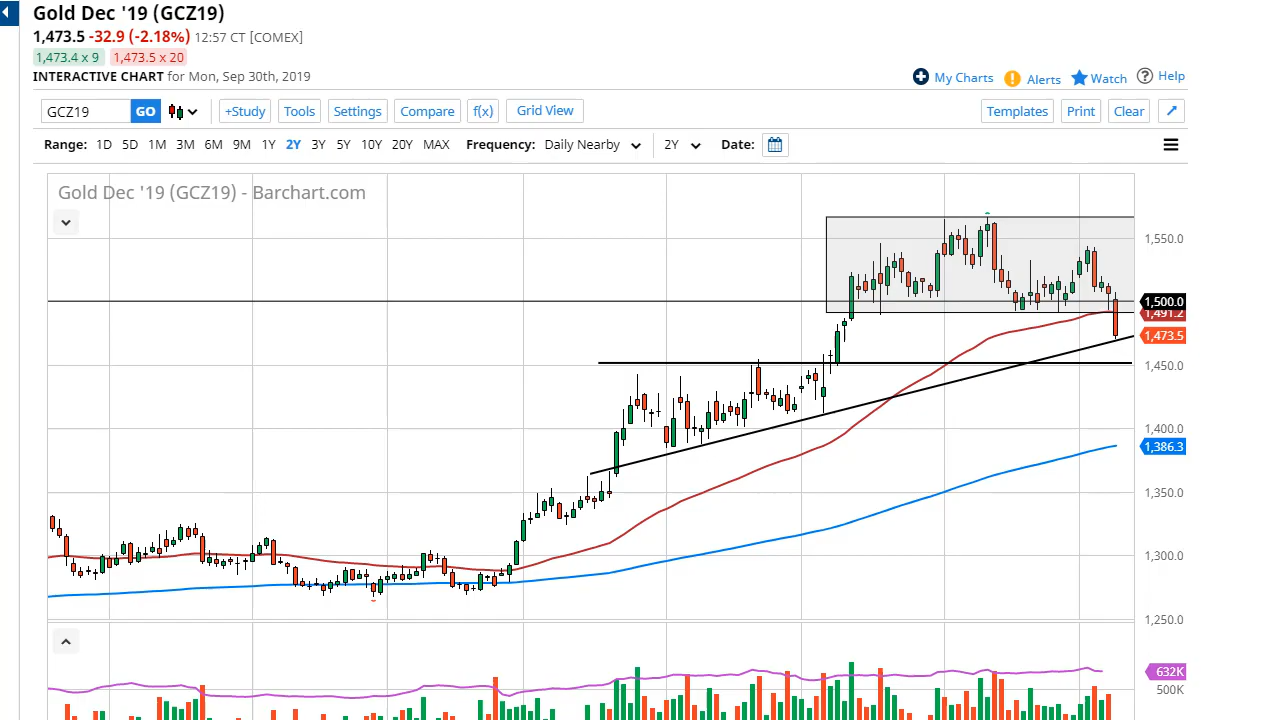 Gold Dec '19 (GCZ19)
1,473.5 -32.9 (-2.18%) 12:57 CT [COMEX]
1,473.4 x 9 1,473.5 x 20
INTERACTIVE CHART for Mon, Sep 30th, 2019
My Charts Alerts Watch Help
GCZ19 GO +Study Tools Settings Compare f(x) Grid View Templates Print Clear
Range: 1D 5D 1M 3M 6M 9M 1Y 2Y 3Y 5Y 10Y 20Y MAX Frequency: Daily Nearby 2Y Date:
Gold Dec '19 (GCZ19) - Barchart.com
1,550.0
1,500.0
1,491.2
1,473.5
1,450.0
1,400.0
1,386.3
1,350.0
1,300.0
1,250.0
632K
500K